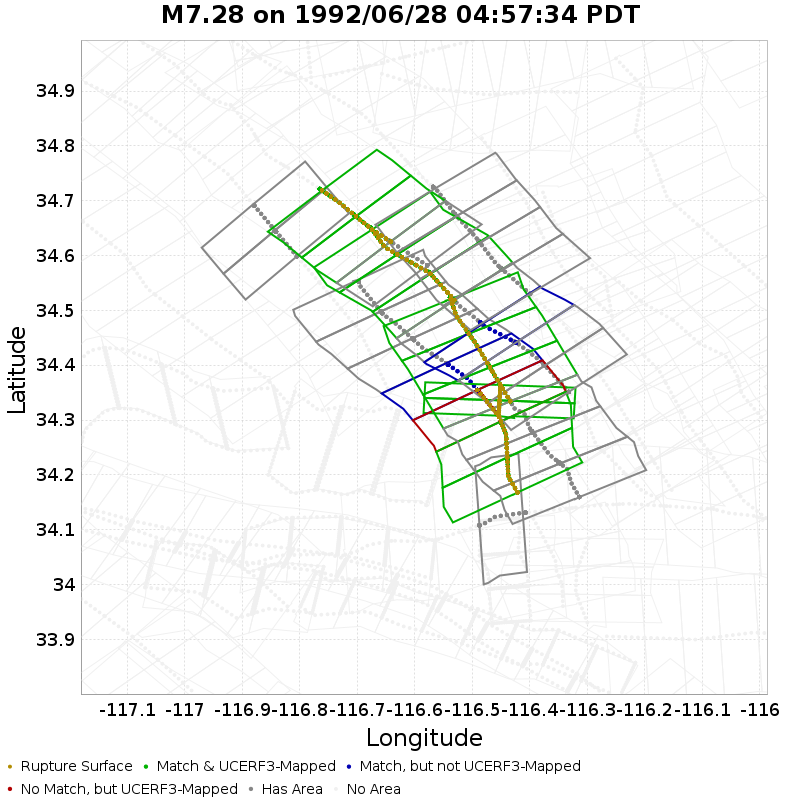 M7.28 on 1992/06/28 04:57:34 PDT
34.9
34.8
34.7
34.6
34.5
34.4
34.3
34.2
34.1
34
33.9
Latitude
-117.1 -117 -116.9 -116.8 -116.7 -116.6 -116.5 -116.4 -116.3 -116.2 -116.1 -116
Longitude
Rupture Surface Match & UCERF3-Mapped Match, but not UCERF3-Mapped
No Match, but UCERF3-Mapped Has Area No Area